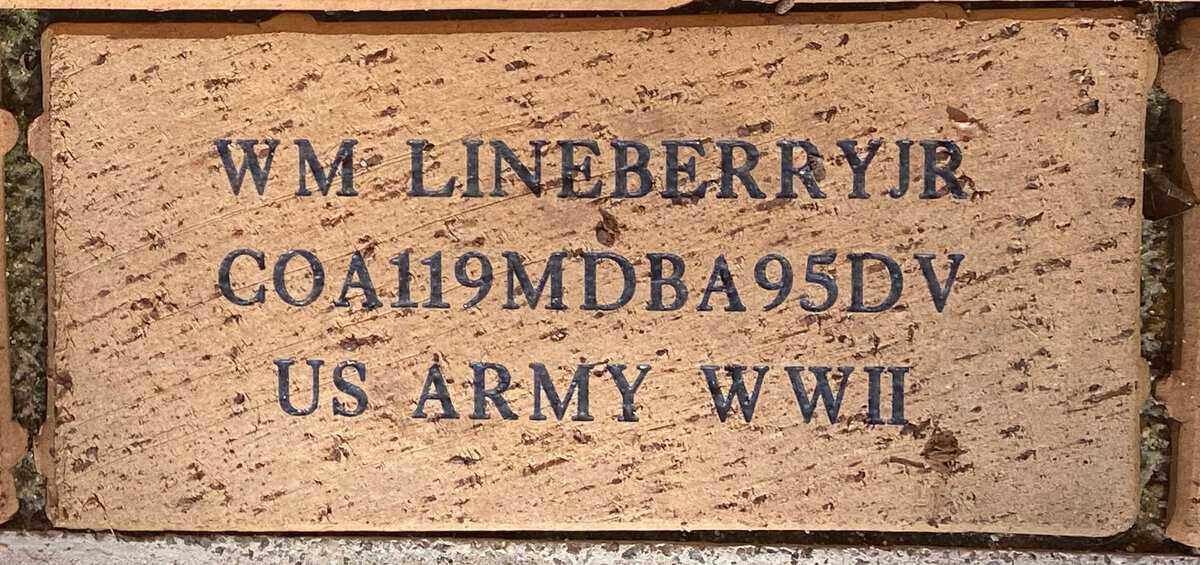 WM LINEBERRYJR
COA119MDBA95DV
US ARMY WWII